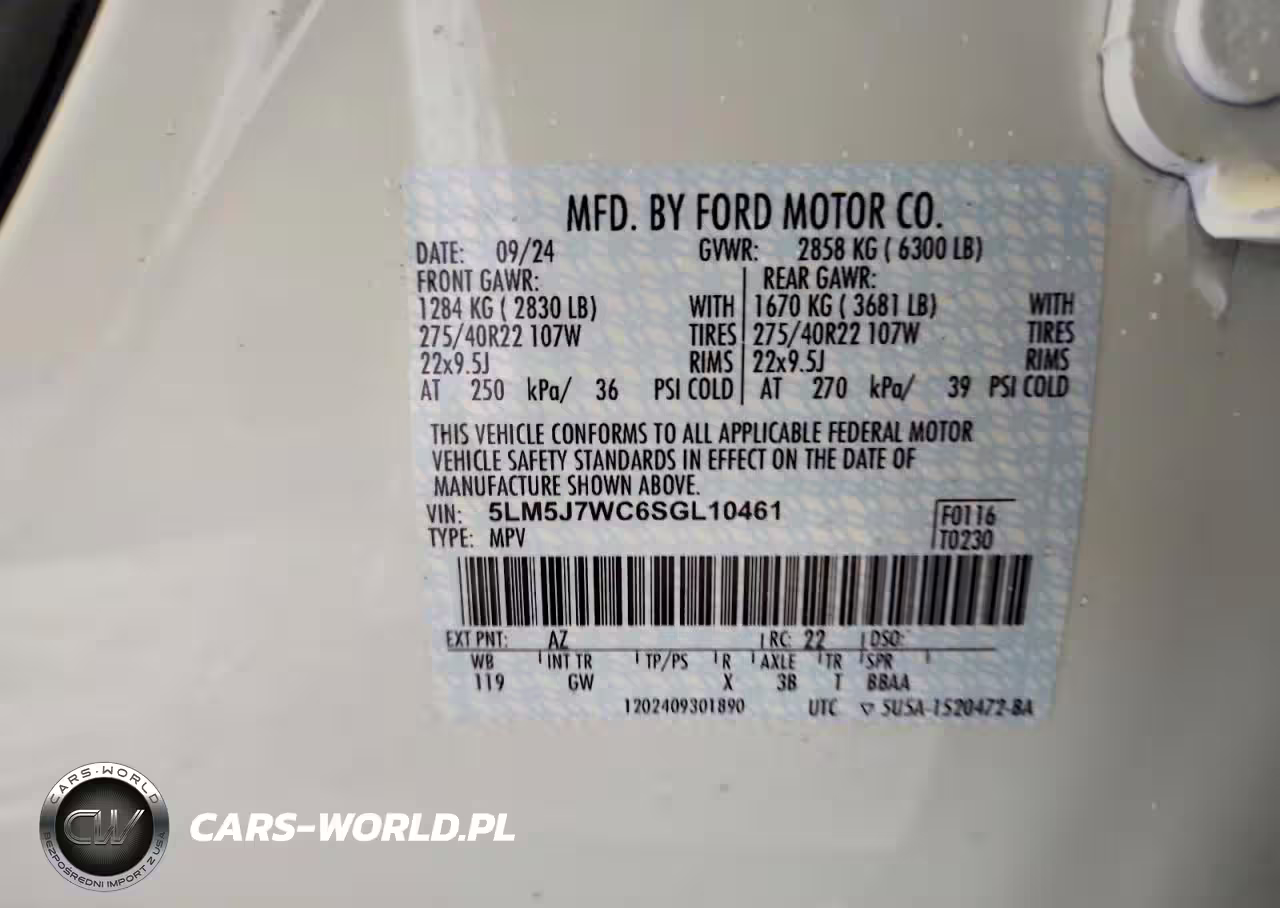 MFD. BY FORD MOTOR CO.
DATE: 09/24 GVWR: 2858 KG ( 6300 LB)
FRONT GAWR: REAR GAWR:
1284 KG ( 2830 LB) WITH 1670 KG ( 3681 LB) WITH
275/40R22 107W TIRES 275/40R22 107W TIRES
22x9.5J RIMS 22x9.5J RIMS
AT 250 kPa/ 36 PSI COLD AT 270 kPa/ 39 PSI COLD
THIS VEHICLE CONFORMS TO ALL APPLICABLE FEDERAL MOTOR
VEHICLE SAFETY STANDARDS IN EFFECT ON THE DATE OF
MANUFACTURE SHOWN ABOVE.
VIN: 5LM5J7WC6SGL10461 F0116
TYPE: MPV T0230
EXT PNT: AZ RC: 22 DSO:
WB INT TR TP/PS R AXLE TR SPR
119 GW X 3B T BBAA
1202409301890 UTC ▽ 5U5A-1520472-BA
CARS-WORLD
CW
BEZPOŚREDNI IMPORT Z USA
CARS-WORLD.PL